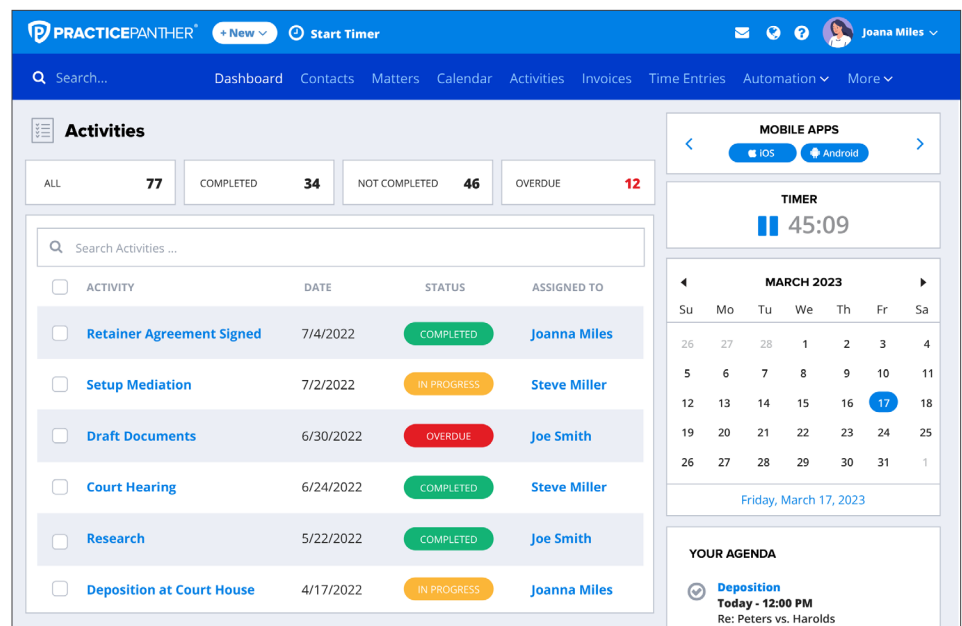 PRACTICEPANTHER® + New Start Timer ? Joana Miles
Search... Dashboard Contacts Matters Calendar Activities Invoices Time Entries Automation More
Activities
ALL 77 COMPLETED 34 NOT COMPLETED 46 OVERDUE 12
Search Activities ...
ACTIVITY DATE STATUS ASSIGNED TO
Retainer Agreement Signed 7/4/2022 COMPLETED Joanna Miles
Setup Mediation 7/2/2022 IN PROGRESS Steve Miller
Draft Documents 6/30/2022 OVERDUE Joe Smith
Court Hearing 6/24/2022 COMPLETED Steve Miller
Research 5/22/2022 COMPLETED Joe Smith
Deposition at Court House 4/17/2022 IN PROGRESS Joanna Miles
MOBILE APPS
iOS Android
TIMER
45:09
MARCH 2023
Su Mo Tu We Th Fr Sa
26 27 28 1 2 3 4
5 6 7 8 9 10 11
12 13 14 15 16 17 18
19 20 21 22 23 24 25
26 27 28 29 30 31 1
Friday, March 17, 2023
YOUR AGENDA
Deposition
Today - 12:00 PM
Re: Peters vs. Harolds